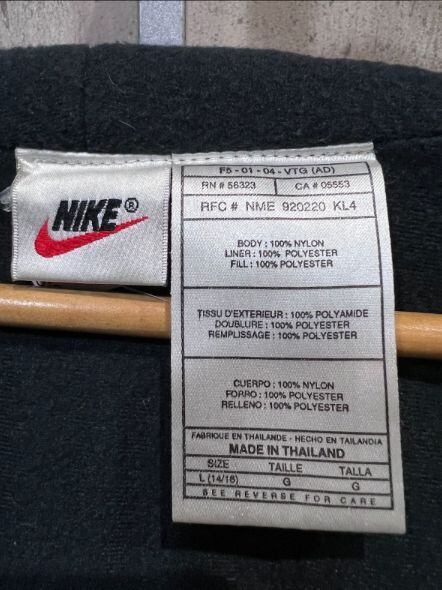 NIKE®
F5 - 01 - 04 - VTG (AD)
RN # 56323 CA # 05553
RFC # NME 920220 KL4
BODY : 100% NYLON
LINER : 100% POLYESTER
FILL : 100% POLYESTER
TISSU D'EXTERIEUR : 100% POLYAMIDE
DOUBLURE : 100% POLYESTER
REMPLISSAGE : 100% POLYESTER
CUERPO : 100% NYLON
FORRO : 100% POLYESTER
RELLENO : 100% POLYESTER
FABRIQUE EN THAILANDE - HECHO EN TAILANDIA
MADE IN THAILAND
SIZE TAILLE TALLA
L (14/16) G G
SEE REVERSE FOR CARE